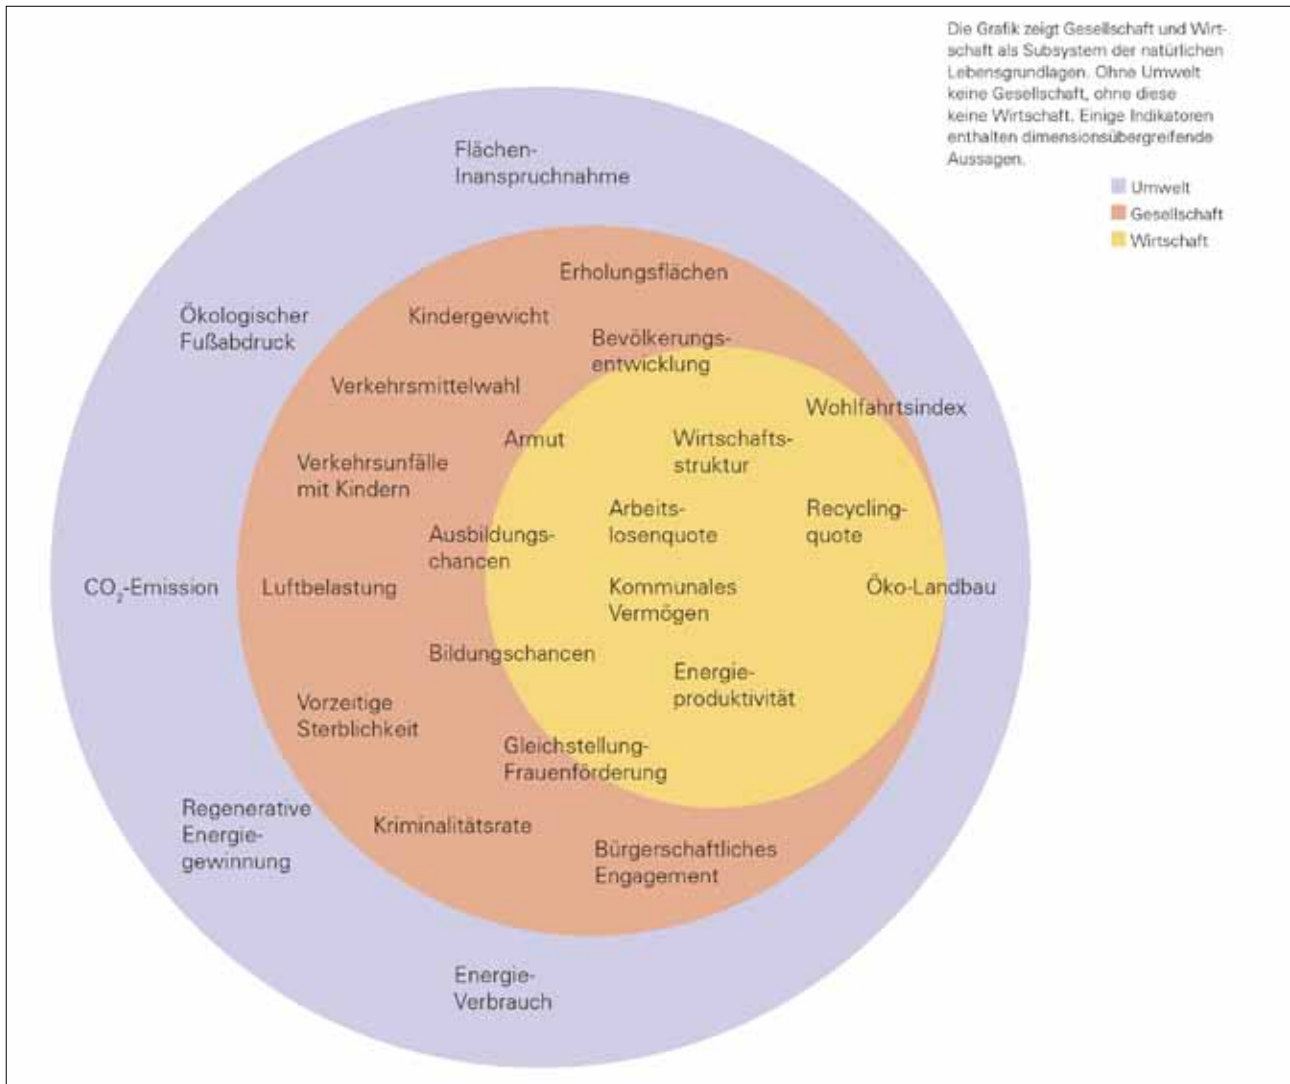 Die Grafik zeigt Gesellschaft und Wirt-
schaft als Subsystem der natürlichen
Lebensgrundlagen. Ohne Umwelt
keine Gesellschaft, ohne diese
keine Wirtschaft. Einige Indikatoren
enthalten dimensionsübergreifende
Aussagen.
Umwelt
Gesellschaft
Wirtschaft
Flächen-
Inanspruchnahme
Erholungsflächen
Ökologischer
Fußabdruck
Kindergewicht
Bevölkerungs-
entwicklung
Verkehrsmittelwahl
Wohlfahrtsindex
Armut
Wirtschafts-
struktur
Verkehrsunfälle
mit Kindern
Arbeits-
losenquote
Recycling-
quote
Ausbildungs-
chancen
CO₂-Emission
Luftbelastung
Kommunales
Vermögen
Öko-Landbau
Bildungschancen
Energie-
produktivität
Vorzeitige
Sterblichkeit
Gleichstellung-
Frauenförderung
Regenerative
Energie-
gewinnung
Kriminalitätsrate
Bürgerschaftliches
Engagement
Energie-
Verbrauch